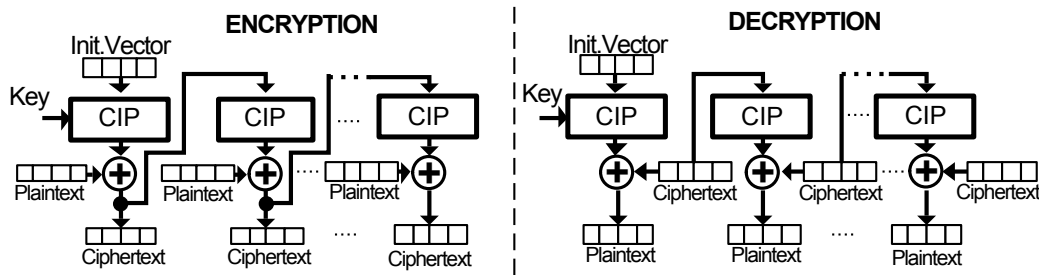 ENCRYPTION
Init.Vector
Key
CIP
CIP
....
CIP
Plaintext
Plaintext
....
Plaintext
....
Ciphertext
Ciphertext
Ciphertext
DECRYPTION
Init.Vector
Key
CIP
CIP
....
CIP
Ciphertext
Ciphertext
....
Ciphertext
....
Plaintext
Plaintext
Plaintext